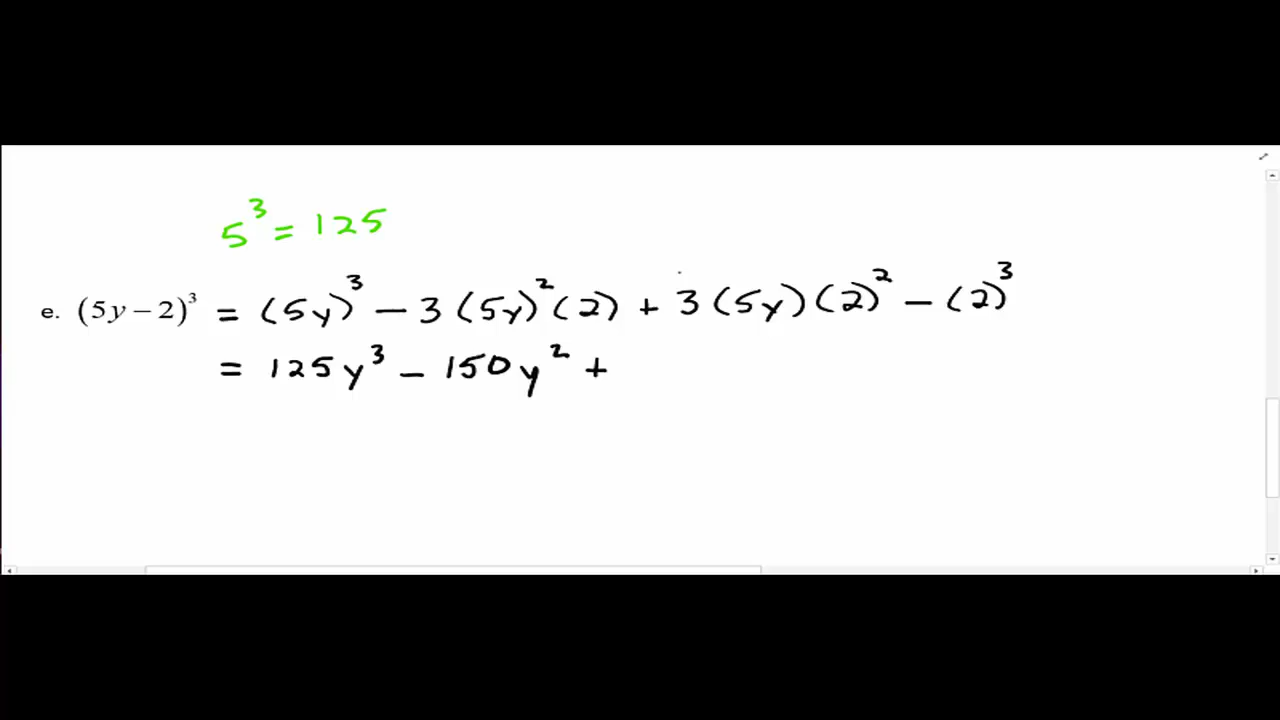 5³ = 125
e. (5y − 2)³ = (5y)³ − 3(5y)²(2) + 3(5y)(2)² − (2)³
= 125y³ − 150y² +